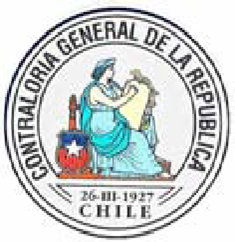 CONTRALORIA GENERAL DE LA REPUBLICA
26-III-1927
CHILE